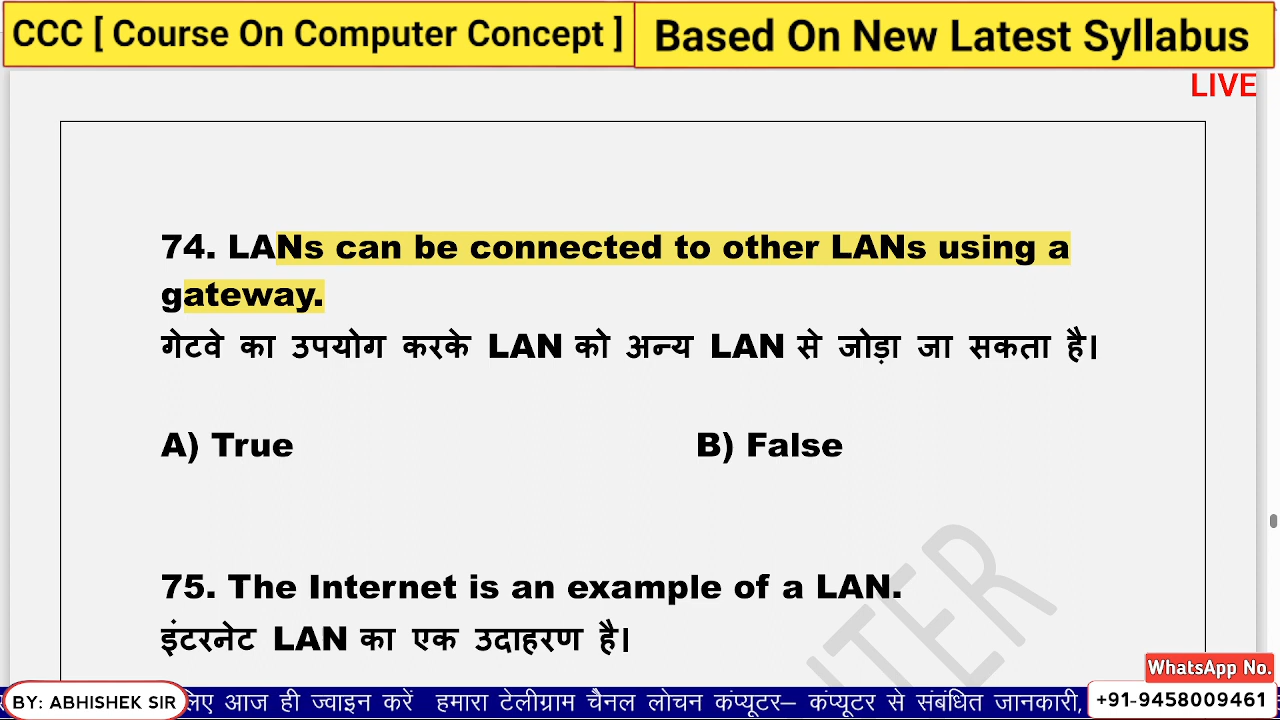 CCC [ Course On Computer Concept ]
Based On New Latest Syllabus
LIVE
74. LANs can be connected to other LANs using a
gateway.
गेटवे का उपयोग करके LAN को अन्य LAN से जोड़ा जा सकता है।
A) True
B) False
75. The Internet is an example of a LAN.
इंटरनेट LAN का एक उदाहरण है।
WhatsApp No.
BY: ABHISHEK SIR
लिए आज ही ज्वाइन करें हमारा टेलीग्राम चैनल लोचन कंप्यूटर– कंप्यूटर से संबंधित जानकारी,
+91-9458009461